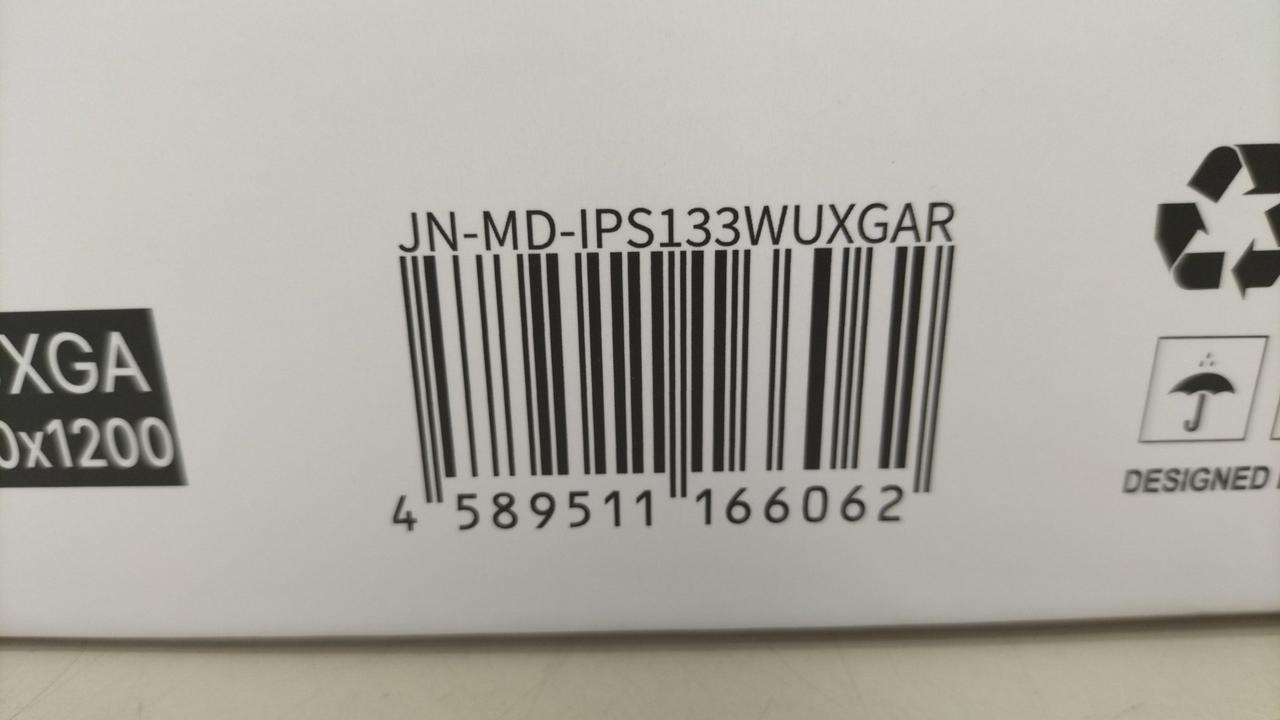 JN-MD-IPS133WUXGAR
XGA
0x1200
4 589511 166062
DESIGNED